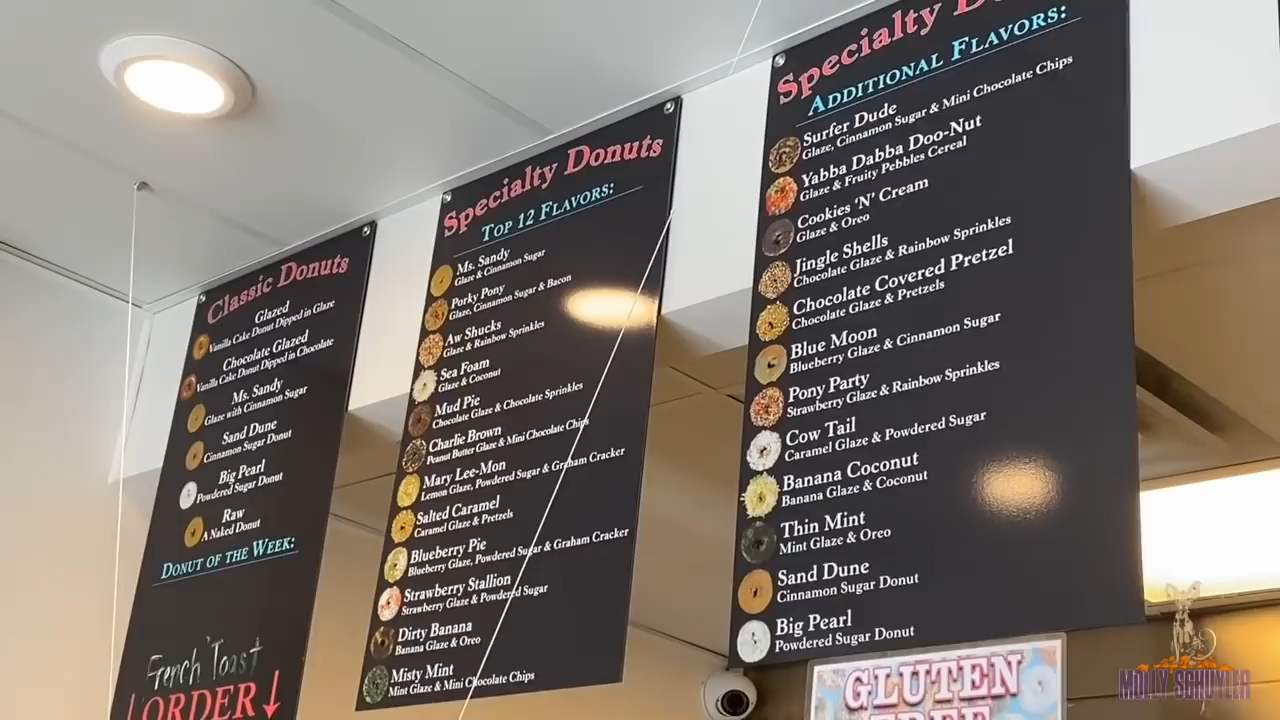 Classic Donuts
Glazed
Vanilla Cake Donut Dipped in Glaze
Chocolate Glazed
Vanilla Cake Donut Dipped in Chocolate
Ms. Sandy
Glaze with Cinnamon Sugar
Sand Dune
Cinnamon Sugar Donut
Big Pearl
Powdered Sugar Donut
Raw
A Naked Donut
DONUT OF THE WEEK:
French Toast
↓ORDER↓
Specialty Donuts
TOP 12 FLAVORS:
Ms. Sandy
Glaze & Cinnamon Sugar
Porky Pony
Glaze, Cinnamon Sugar & Bacon
Aw Shucks
Glaze & Rainbow Sprinkles
Sea Foam
Glaze & Coconut
Mud Pie
Chocolate Glaze & Chocolate Sprinkles
Charlie Brown
Peanut Butter Glaze & Mini Chocolate Chips
Mary Lee-Mon
Lemon Glaze, Powdered Sugar & Graham Cracker
Salted Caramel
Caramel Glaze & Pretzels
Blueberry Pie
Blueberry Glaze, Powdered Sugar & Graham Cracker
Strawberry Stallion
Strawberry Glaze & Powdered Sugar
Dirty Banana
Banana Glaze & Oreo
Misty Mint
Mint Glaze & Mini Chocolate Chips
Specialty
ADDITIONAL FLAVORS:
Surfer Dude
Glaze, Cinnamon Sugar & Mini Chocolate Chips
Yabba Dabba Doo-Nut
Glaze & Fruity Pebbles Cereal
Cookies 'N' Cream
Glaze & Oreo
Jingle Shells
Chocolate Glaze & Rainbow Sprinkles
Chocolate Covered Pretzel
Chocolate Glaze & Pretzels
Blue Moon
Blueberry Glaze & Cinnamon Sugar
Pony Party
Strawberry Glaze & Rainbow Sprinkles
Cow Tail
Caramel Glaze & Powdered Sugar
Banana Coconut
Banana Glaze & Coconut
Thin Mint
Mint Glaze & Oreo
Sand Dune
Cinnamon Sugar Donut
Big Pearl
Powdered Sugar Donut
GLUTEN
FREE
MOLLY SCHUYLER